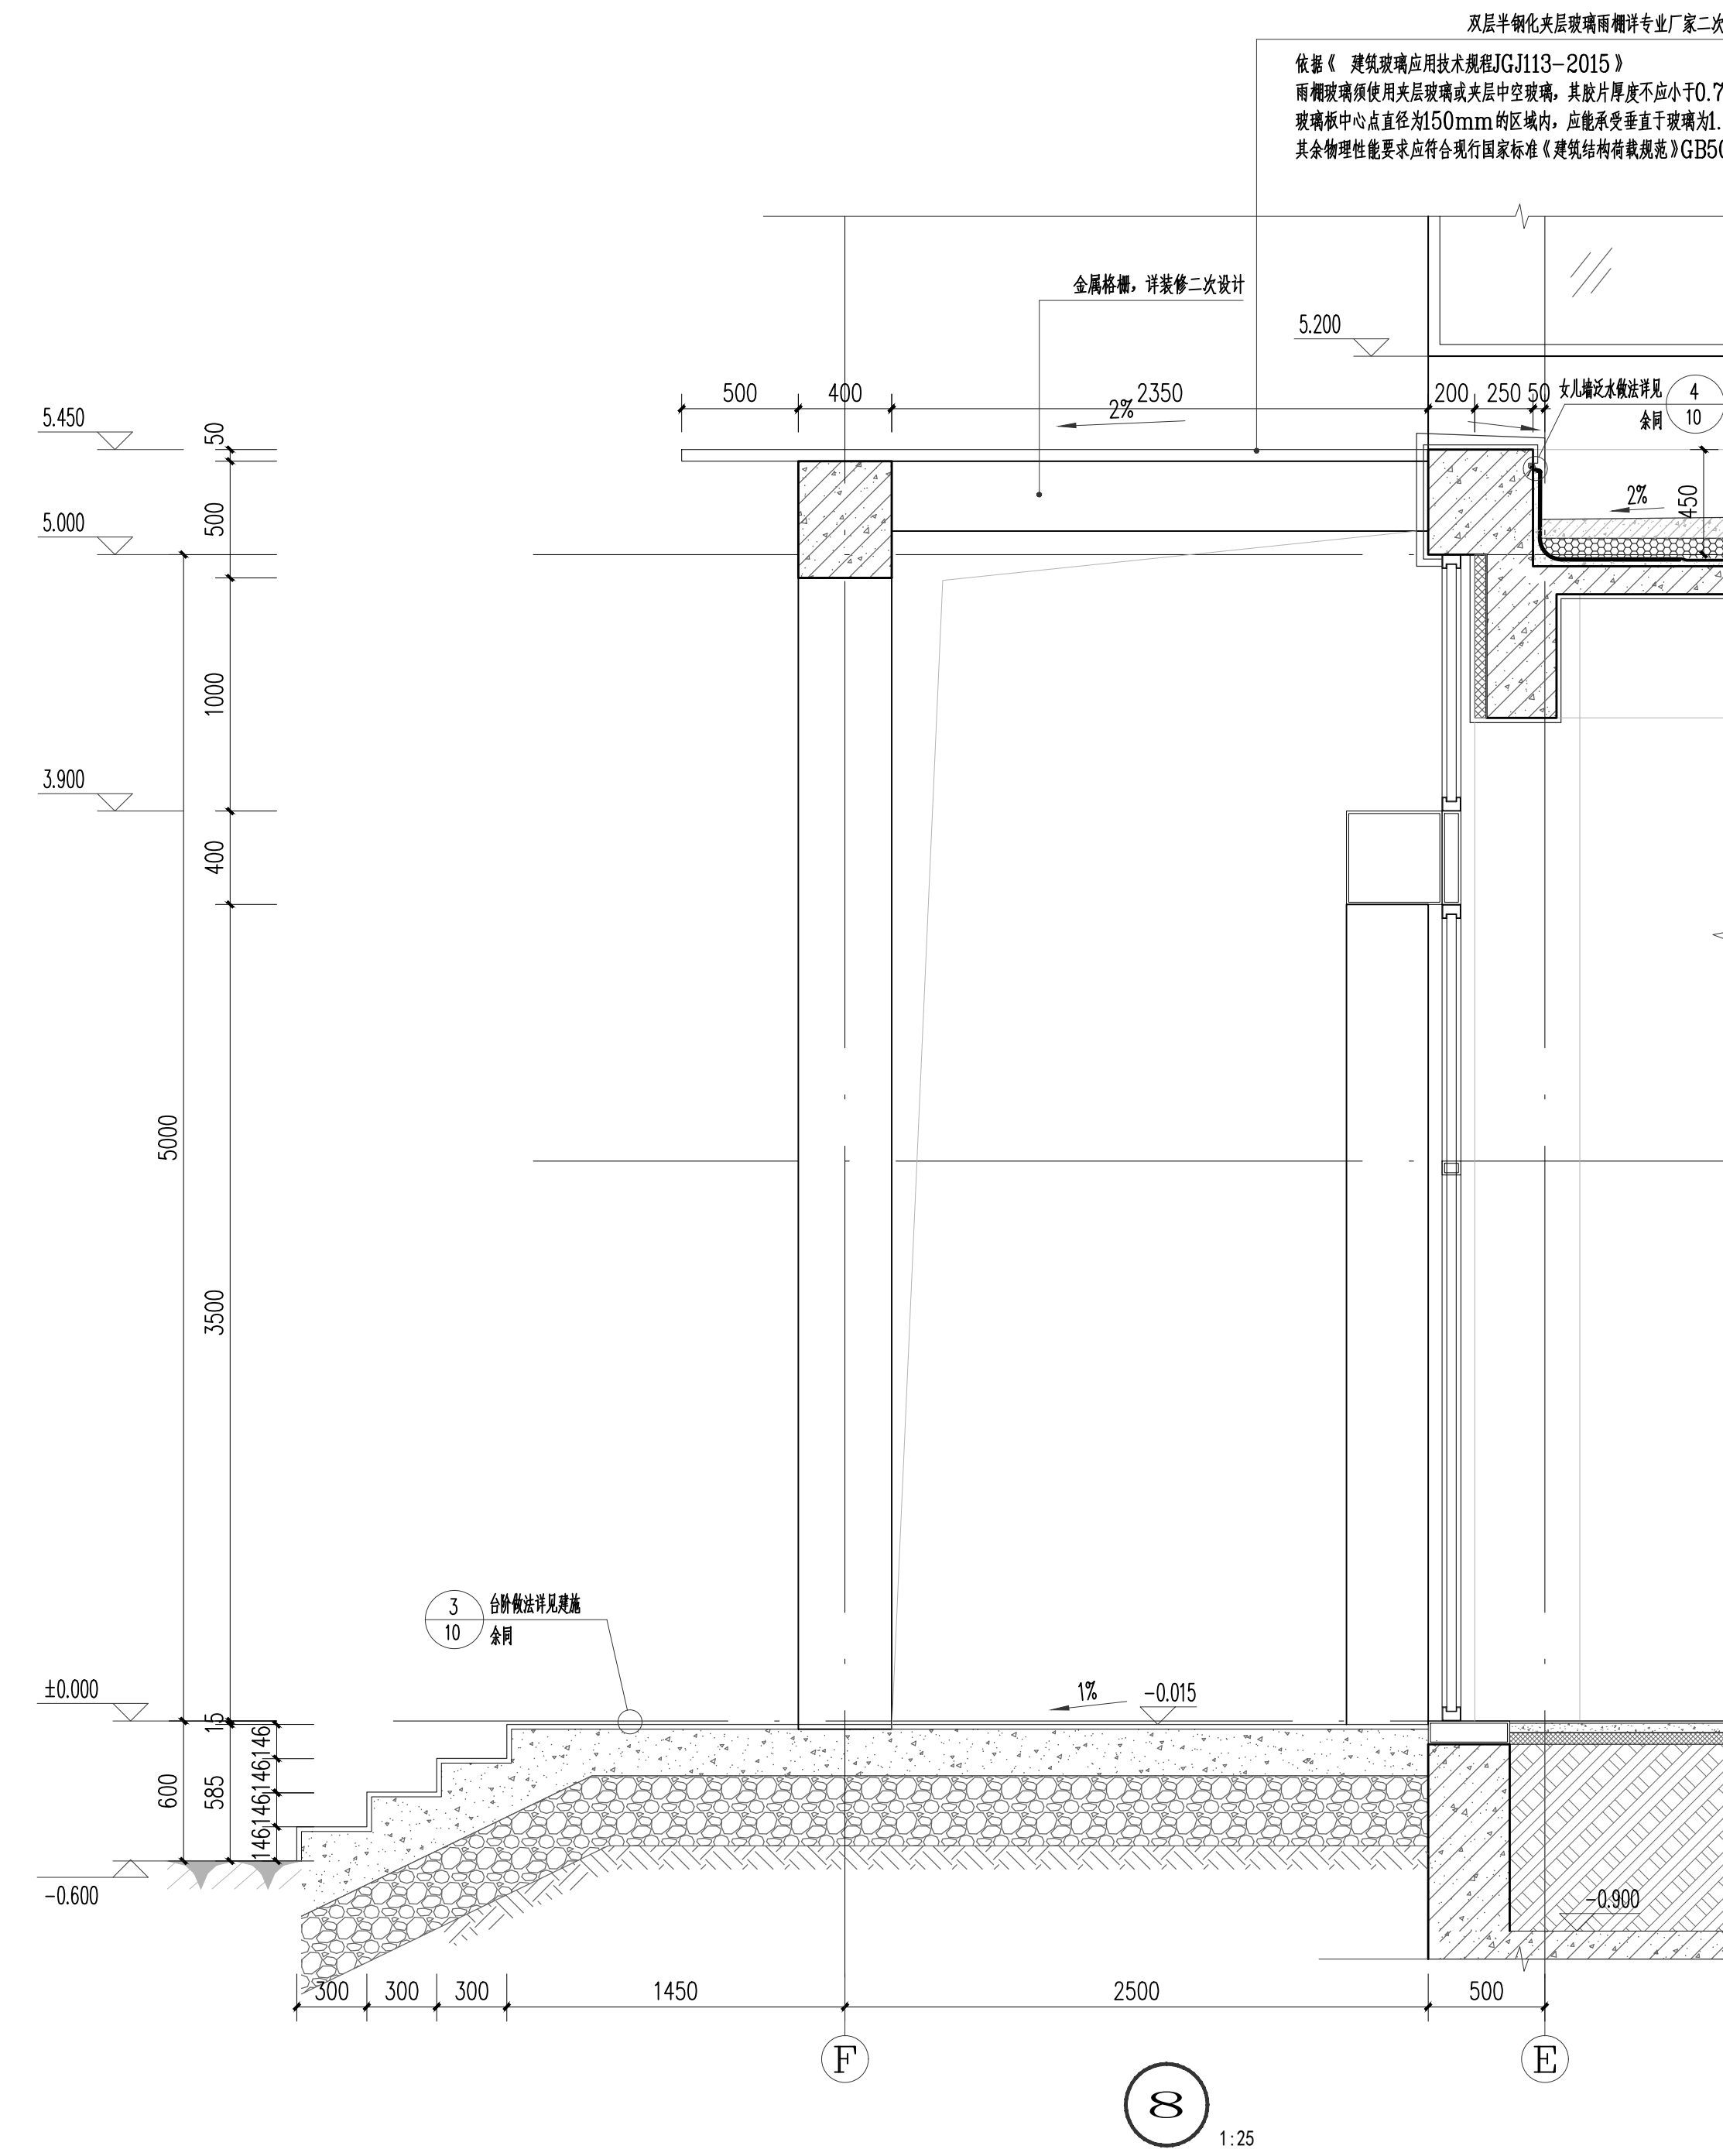 双层半钢化夹层玻璃雨棚详专业厂家二次
依据《 建筑玻璃应用技术规程JGJ113-2015》
雨棚玻璃须使用夹层玻璃或夹层中空玻璃，其胶片厚度不应小于0.7
玻璃板中心点直径为150mm的区域内，应能承受垂直于玻璃为1.
其余物理性能要求应符合现行国家标准《建筑结构荷载规范》GB50
金属格栅，详装修二次设计
5.200
500 400 2350 200 250 50
女儿墙泛水做法详见
余同
4
10
2%
2%
450
5.450
50
5.000
500
1000
3.900
400
5000
3500
3
10
台阶做法详见建施
余同
±0.000
1%
-0.015
15
600
585
146
146
146
146
-0.600
-0.900
300 300 300 1450 2500 500
F
E
8
1:25